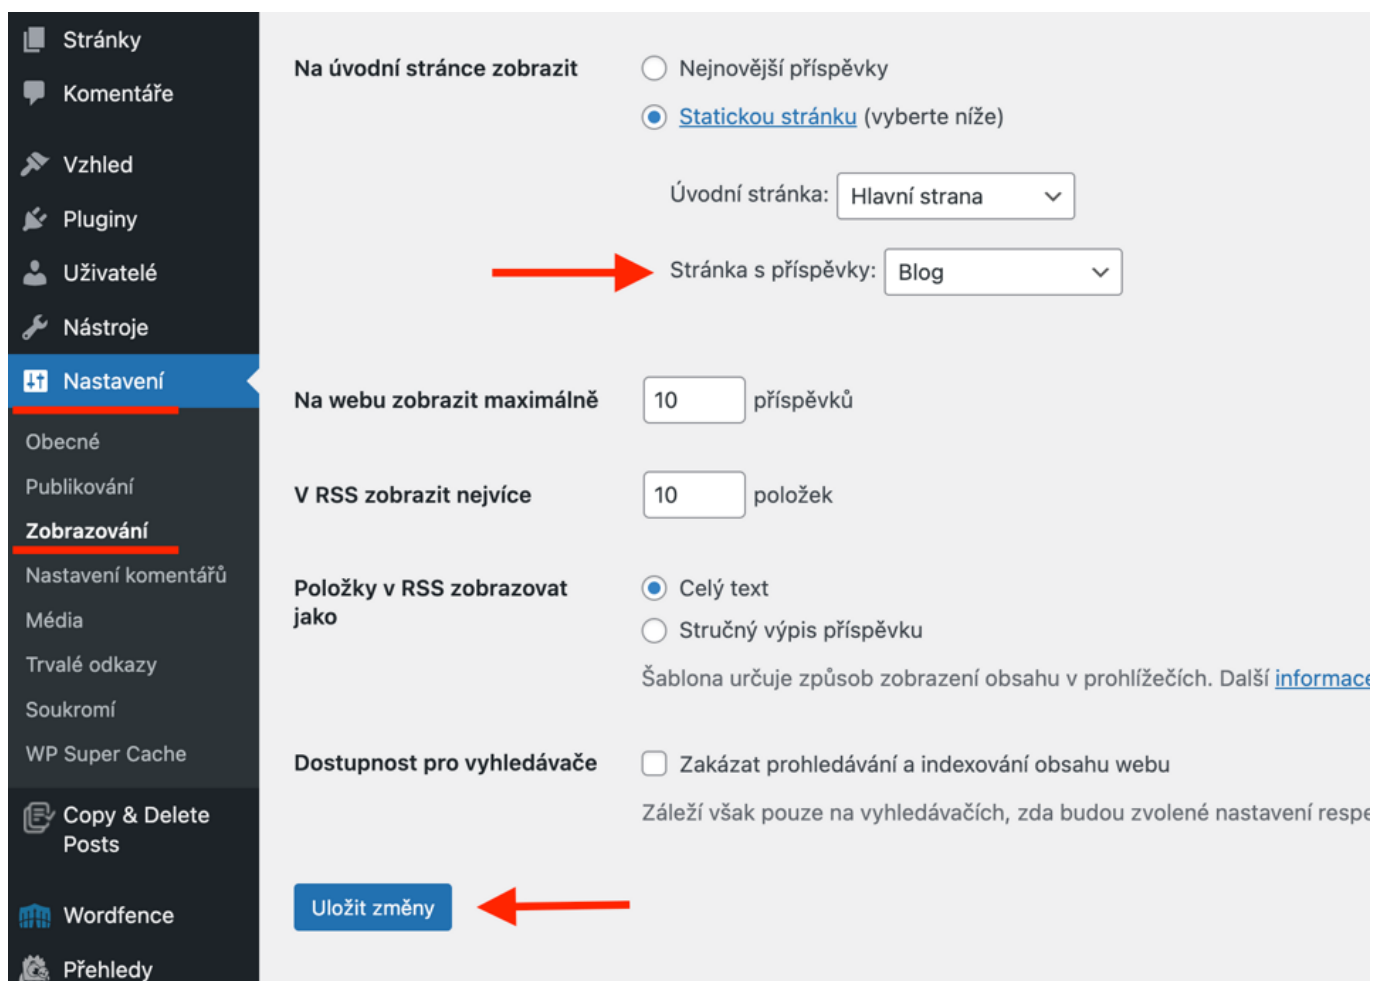 Stránky
Komentáře
Vzhled
Pluginy
Uživatelé
Nástroje
Nastavení
Obecné
Publikování
Zobrazování
Nastavení komentářů
Média
Trvalé odkazy
Soukromí
WP Super Cache
Copy & Delete
Posts
Wordfence
Přehledy
Na úvodní stránce zobrazit
Nejnovější příspěvky
Statickou stránku (vyberte níže)
Úvodní stránka: Hlavní strana
Stránka s příspěvky: Blog
Na webu zobrazit maximálně
10 příspěvků
V RSS zobrazit nejvíce
10 položek
Položky v RSS zobrazovat
jako
Celý text
Stručný výpis příspěvku
Šablona určuje způsob zobrazení obsahu v prohlížečích. Další informace
Dostupnost pro vyhledávače
Zakázat prohledávání a indexování obsahu webu
Záleží však pouze na vyhledávačích, zda budou zvolené nastavení respe
Uložit změny